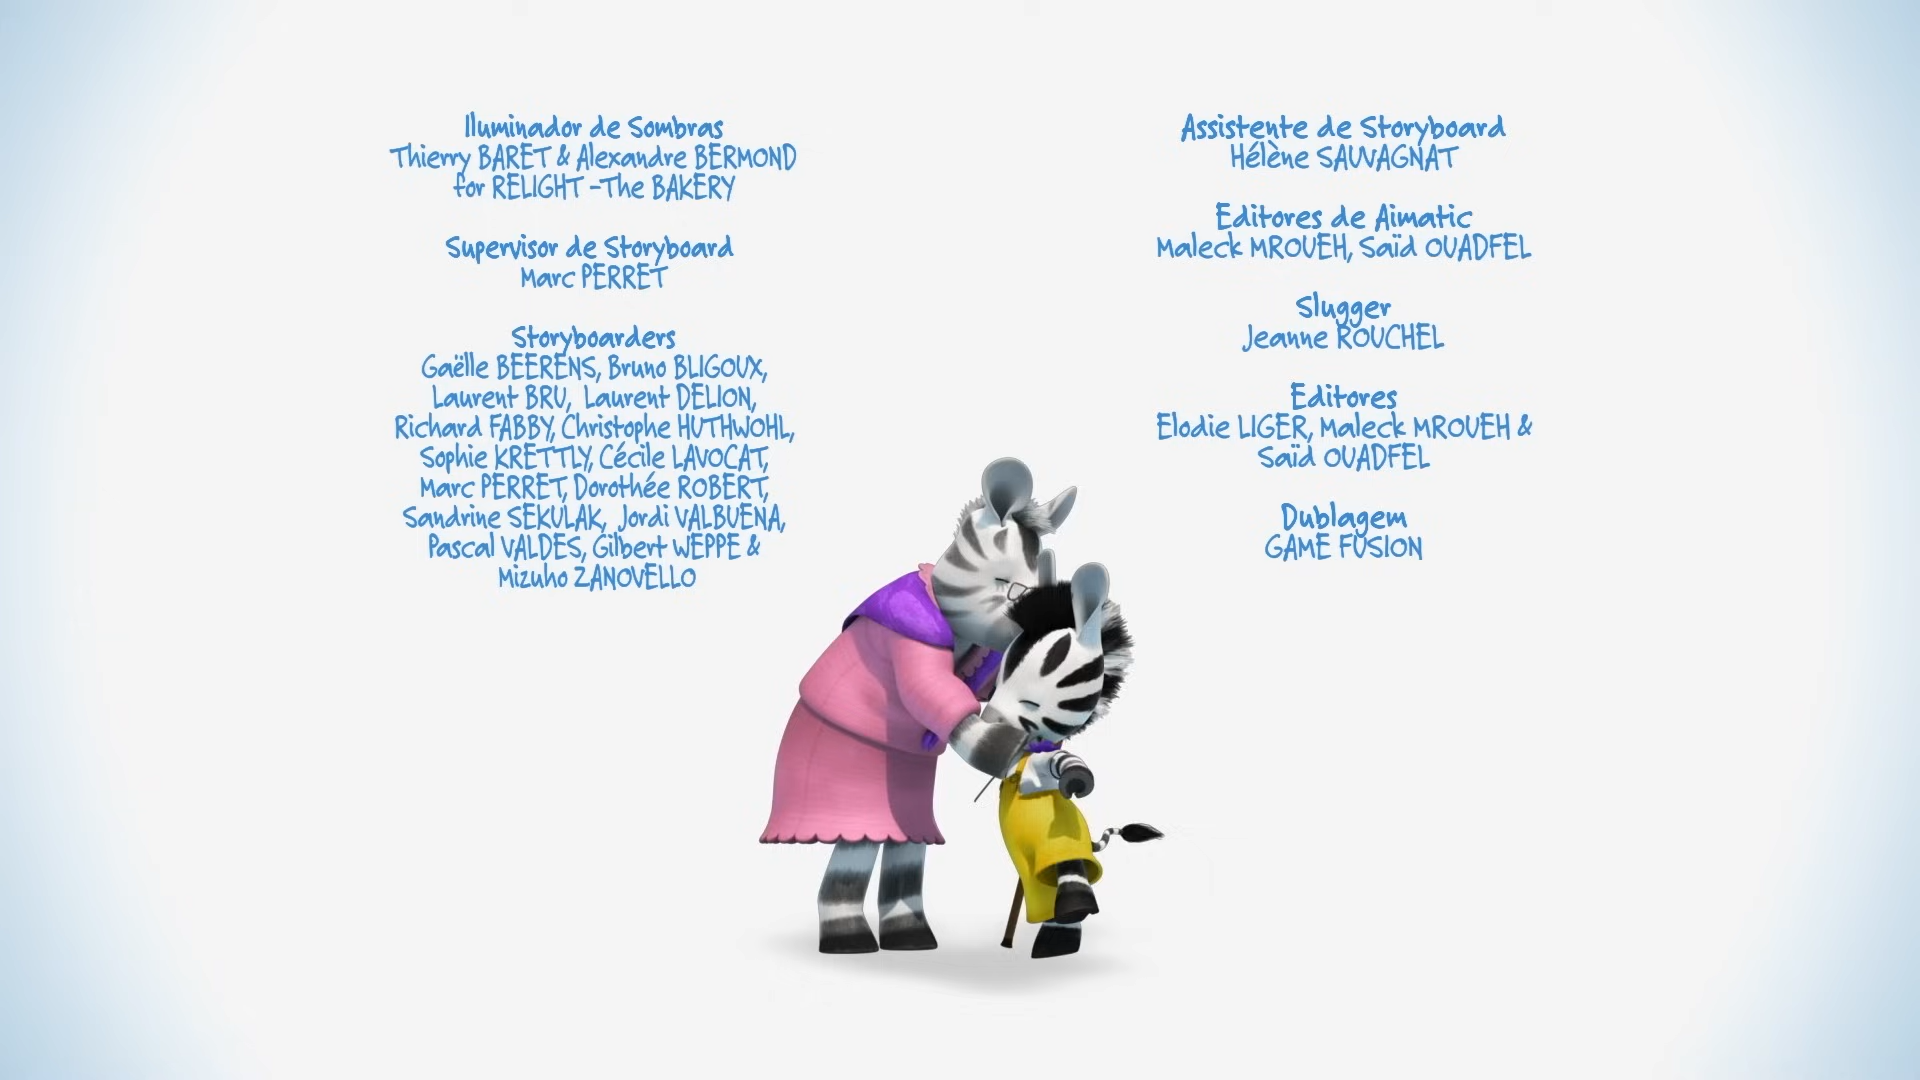 Iluminador de Sombras
Thierry BARET & Alexandre BERMOND
for RELIGHT -The BAKERY
Supervisor de Storyboard
Marc PERRET
Storyboarders
Gaëlle BEERENS, Bruno BLIGOUX,
Laurent BRU, Laurent DELION,
Richard FABBY, Christophe HUTHWOHL,
Sophie KRETTLY, Cécile LAVOCAT,
Marc PERRET, Dorothée ROBERT,
Sandrine SEKULAK, Jordi VALBUENA,
Pascal VALDES, Gilbert WEPPE &
Mizuho ZANOVELLO
Assistente de Storyboard
Hélène SAUVAGNAT
Editores de Aimatic
Maleck MROUEH, Saïd OUADFEL
Slugger
Jeanne ROUCHEL
Editores
Elodie LIGER, Maleck MROUEH &
Saïd OUADFEL
Dublagem
GAME FUSION